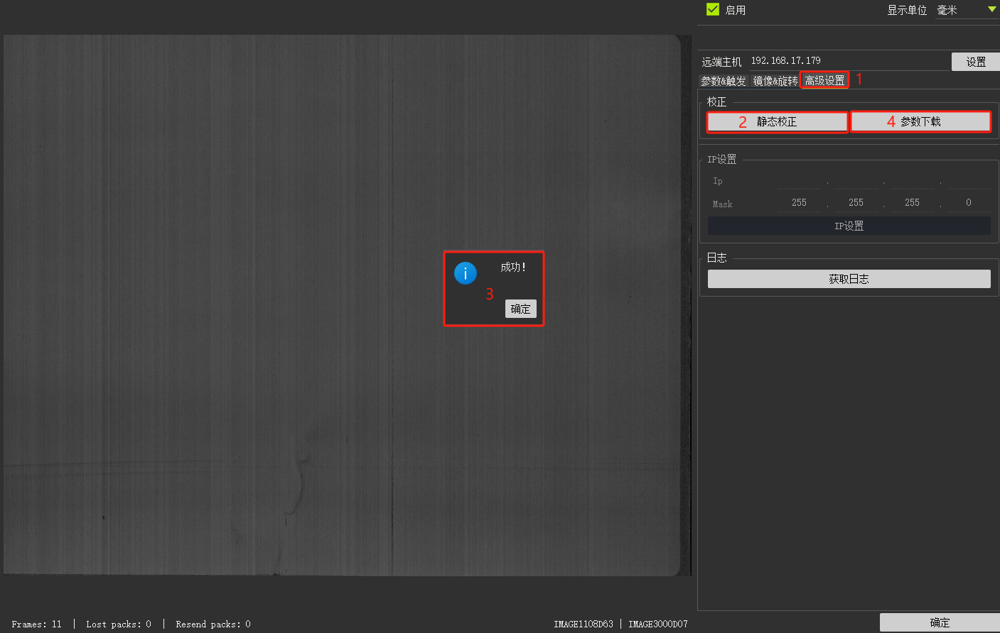 启用 显示单位 毫米
远端主机 192.168.17.179 设置
参数&触发 镜像&旋转 高级设置 1
校正
2 静态校正 4 参数下载
IP设置
Ip . . .
Mask 255 . 255 . 255 . 0
IP设置
日志
获取日志
成功!
3
确定
Frames: 11 | Lost packs: 0 | Resend packs: 0 IMAGE1108D63 | IMAGE3000D07
确定